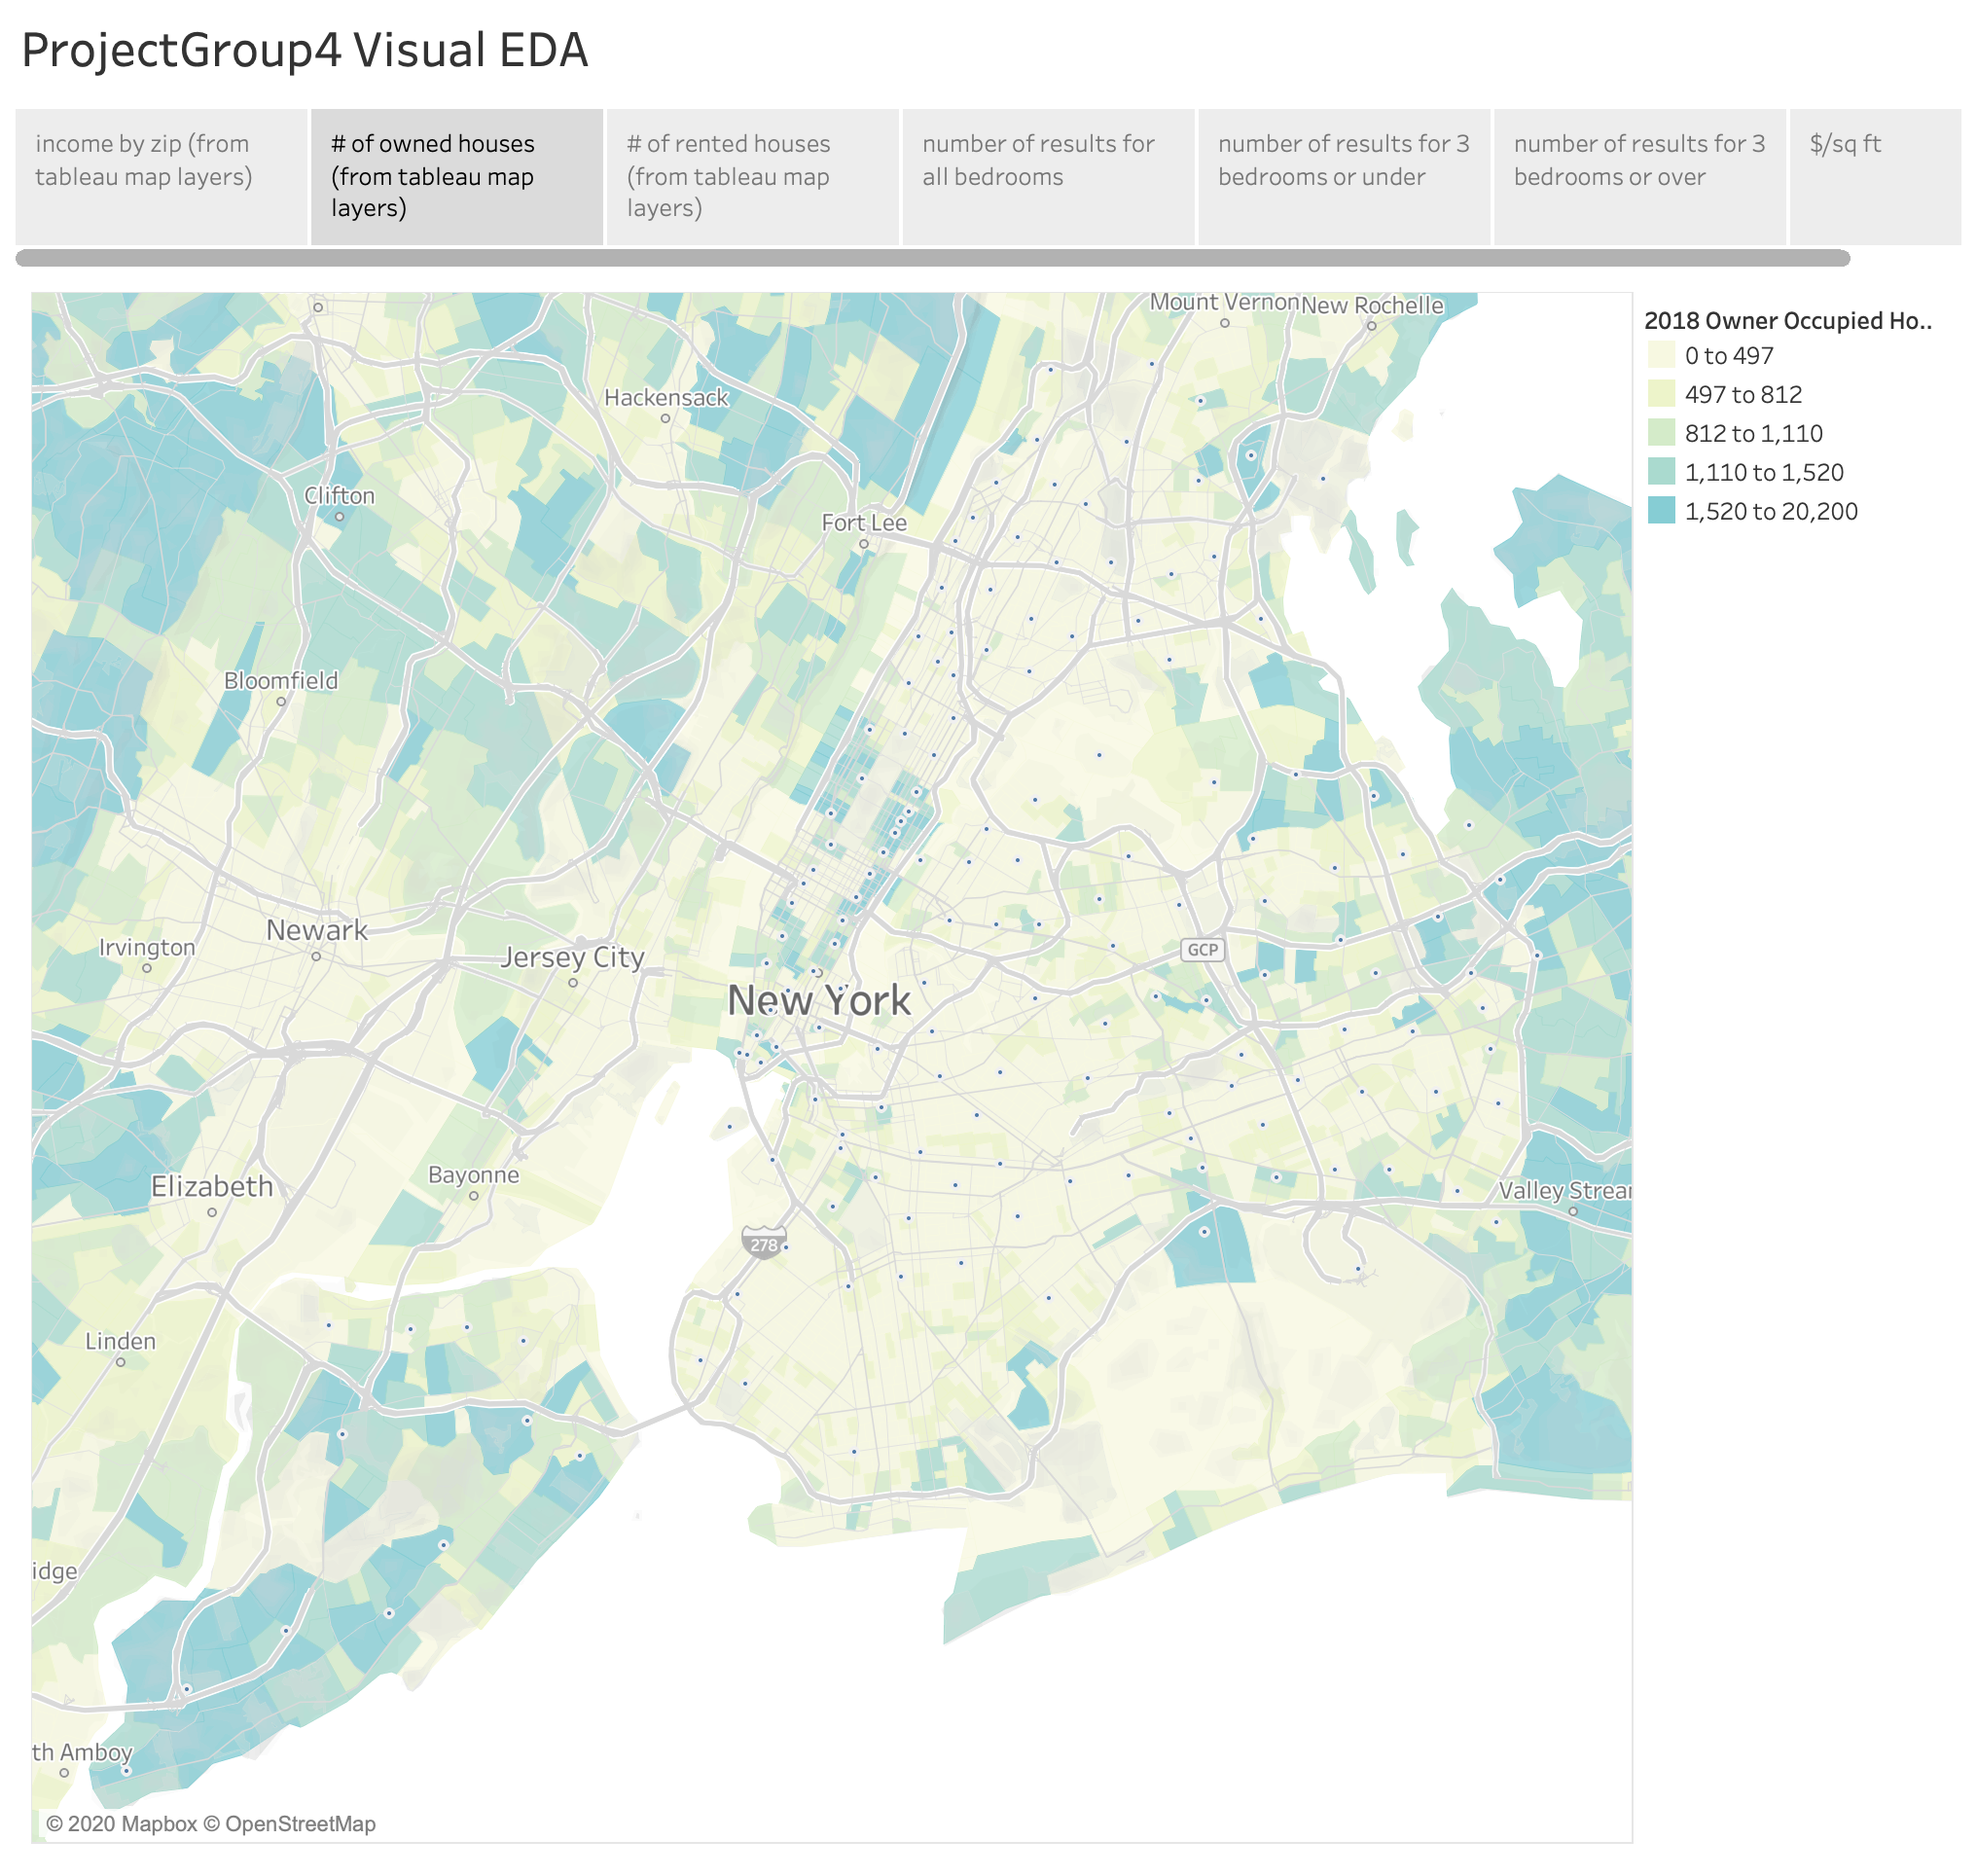 ProjectGroup4 Visual EDA
income by zip (from
tableau map layers)
# of owned houses
(from tableau map
layers)
# of rented houses
(from tableau map
layers)
number of results for
all bedrooms
number of results for 3
bedrooms or under
number of results for 3
bedrooms or over
$/sq ft
2018 Owner Occupied Ho..
0 to 497
497 to 812
812 to 1,110
1,110 to 1,520
1,520 to 20,200
Mount Vernon
New Rochelle
Hackensack
Clifton
Fort Lee
Bloomfield
Newark
Irvington
Jersey City
GCP
New York
Elizabeth
Bayonne
Valley Strear
278
Linden
idge
th Amboy
© 2020 Mapbox © OpenStreetMap